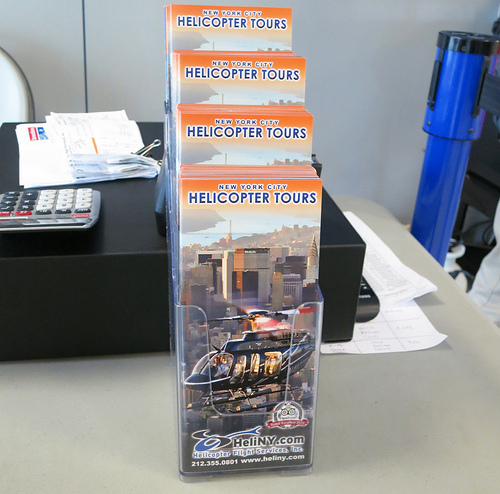 NEW YORK CITY
HELICOPTER TOURS
NEW YORK CITY
HELICOPTER TOURS
NEW YORK CITY
HELICOPTER TOURS
NEW YORK CITY
HELICOPTER TOURS
HeliNY.com
Helicopter Flight Services, Inc.
212.355.0801 www.heliny.com